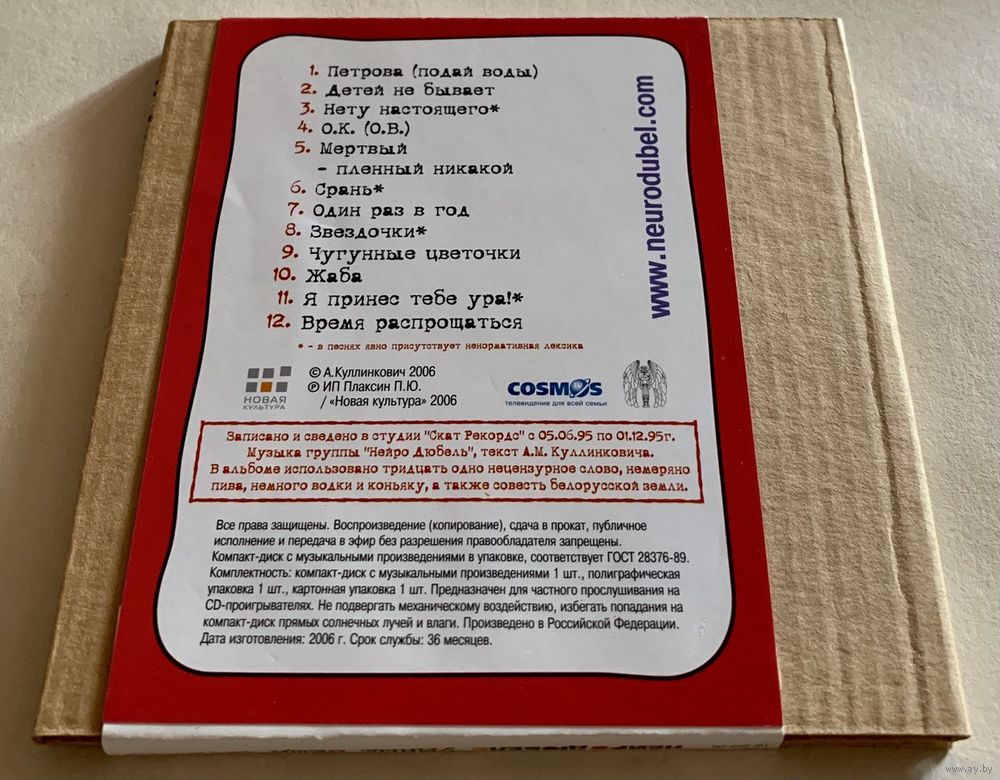 1. Петрова (подай воды)
2. Детей не бывает
3. Нету настоящего*
4. О.К. (О.В.)
5. Мертвый
- пленный никакой
6. Срань*
7. Один раз в год
8. Звездочки*
9. Чугунные цветочки
10. Жаба
11. Я принес тебе ура!*
12. Время распрощаться
* - в песнях явно присутствует ненормативная лексика
www.neurodubel.com
НОВАЯ
КУЛЬТУРА
© А.Куллинкович 2006
℗ ИП Плаксин П.Ю.
/ «Новая культура» 2006
COSMOS
телевидение для всей семьи
Записано и сведено в студии "Скат Рекордс" с 05.06.95 по 01.12.95г.
Музыка группы "Нейро Дюбель", текст А.М. Куллинковича.
В альбоме использовано тридцать одно нецензурное слово, немеряно
пива, немного водки и коньяку, а также совесть белорусской земли.
Все права защищены. Воспроизведение (копирование), сдача в прокат, публичное
исполнение и передача в эфир без разрешения правообладателя запрещены.
Компакт-диск с музыкальными произведениями в упаковке, соответствует ГОСТ 28376-89.
Комплектность: компакт-диск с музыкальными произведениями 1 шт., полиграфическая
упаковка 1 шт., картонная упаковка 1 шт. Предназначен для частного прослушивания на
CD-проигрывателях. Не подвергать механическому воздействию, избегать попадания на
компакт-диск прямых солнечных лучей и влаги. Произведено в Российской Федерации.
Дата изготовления: 2006 г. Срок службы: 36 месяцев.
www.ay.by